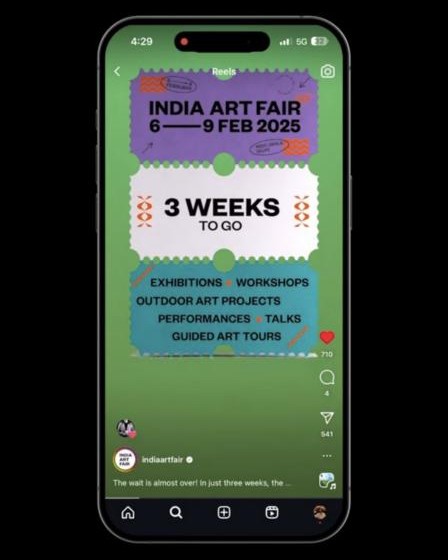 4:29
5G
Reels
INDIA ART FAIR
6 — 9 FEB 2025
3 WEEKS
TO GO
EXHIBITIONS WORKSHOPS
OUTDOOR ART PROJECTS
PERFORMANCES TALKS
GUIDED ART TOURS
710
4
541
INDIA
ART
FAIR
indiaartfair
The wait is almost over! In just three weeks, the ...